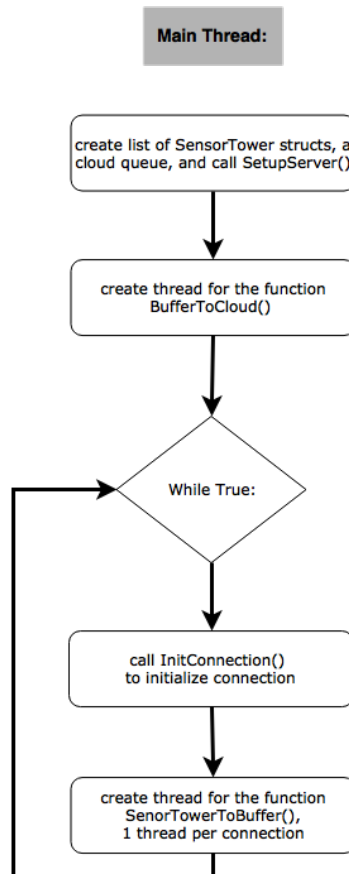 Main Thread:
create list of SensorTower structs, a
cloud queue, and call SetupServer()
create thread for the function
BufferToCloud()
While True:
call InitConnection()
to initialize connection
create thread for the function
SenorTowerToBuffer(),
1 thread per connection